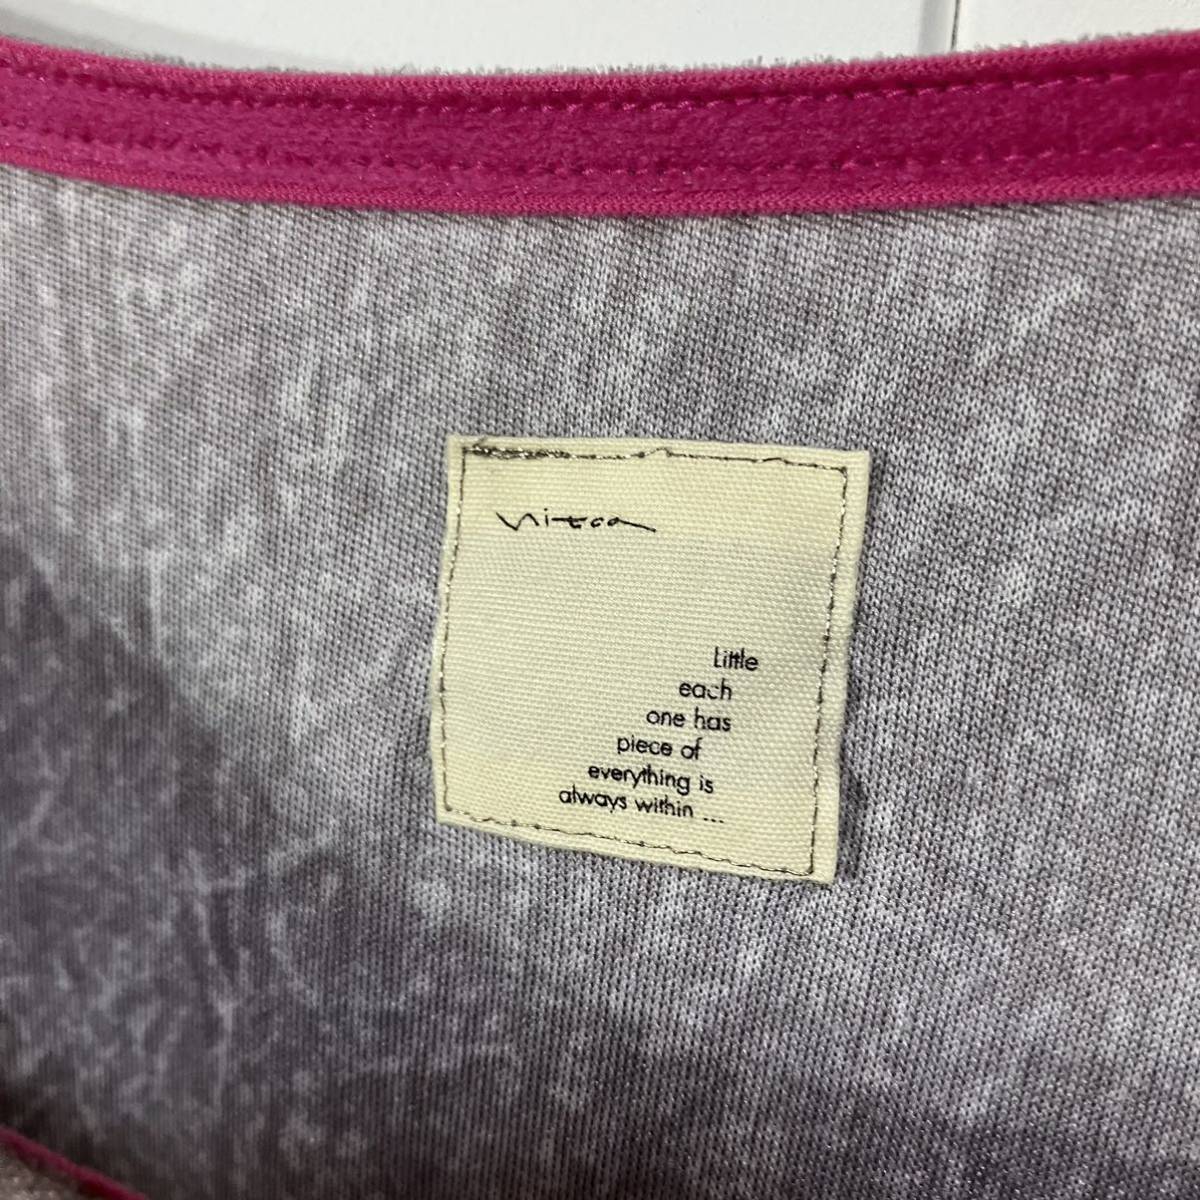 nitca
Little
each
one has
piece of
everything is
always within ...